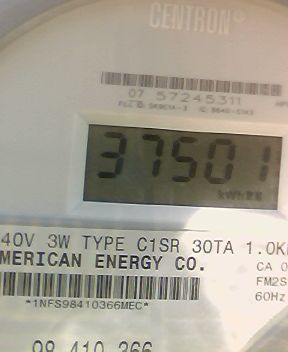 CENTRON®
07 57245311
37501
kWh
40V 3W TYPE C1SR 30TA 1.0K
MERICAN ENERGY CO.
CA 0
FM2S
*1NFS98410366MEC*
60Hz
98 410 366